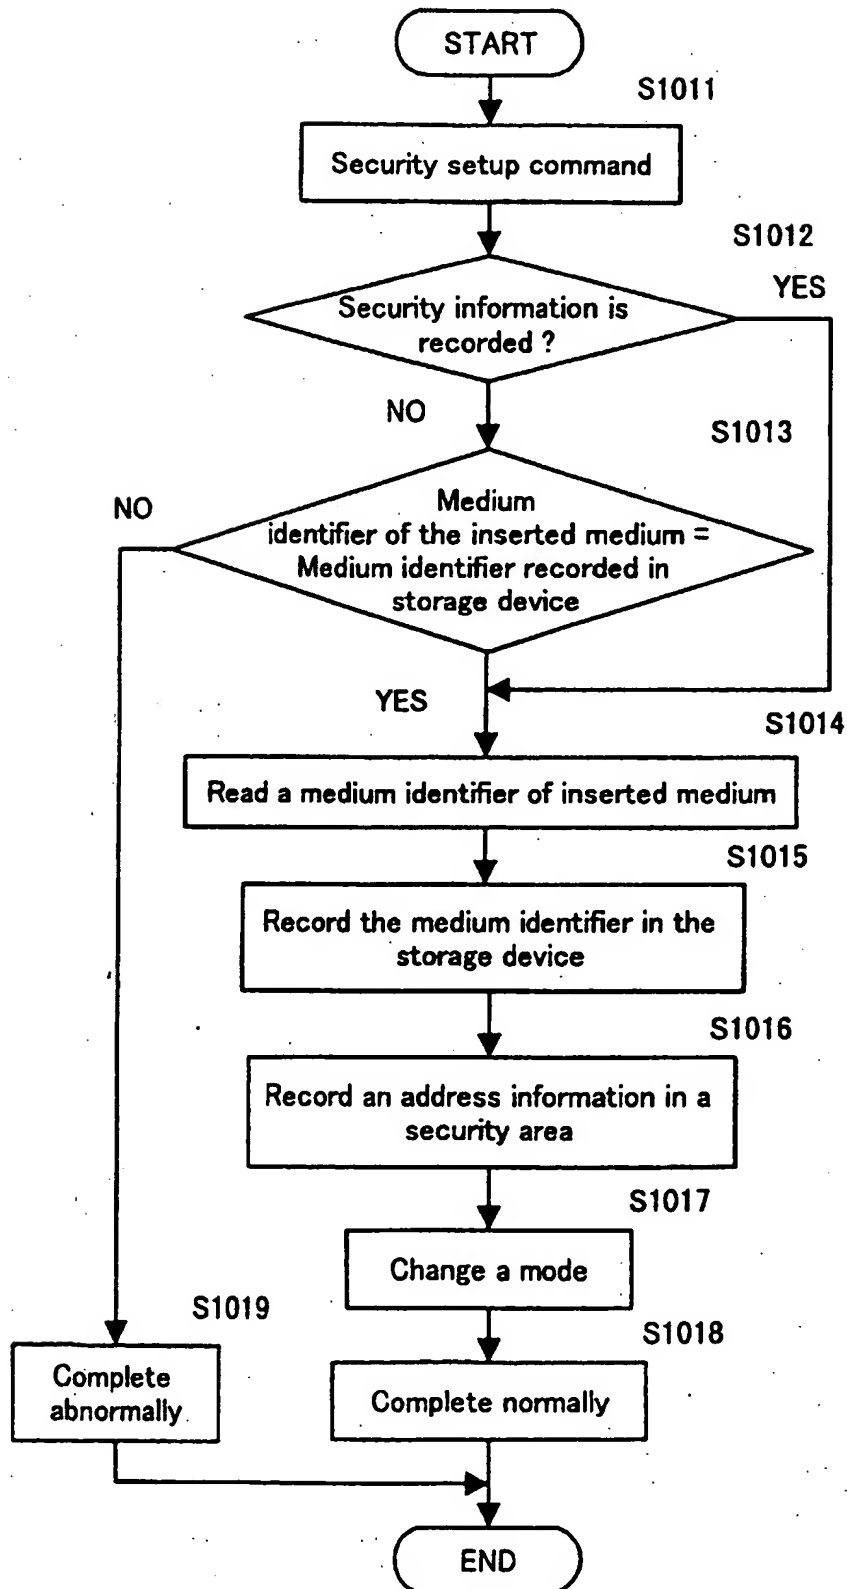 START
S1011
Security setup command
S1012
YES
Security information is
recorded ?
NO
S1013
NO
Medium
identifier of the inserted medium =
Medium identifier recorded in
storage device
YES
S1014
Read a medium identifier of inserted medium
S1015
Record the medium identifier in the
storage device
S1016
Record an address information in a
security area
S1017
Change a mode
S1019
S1018
Complete
abnormally
Complete normally
END